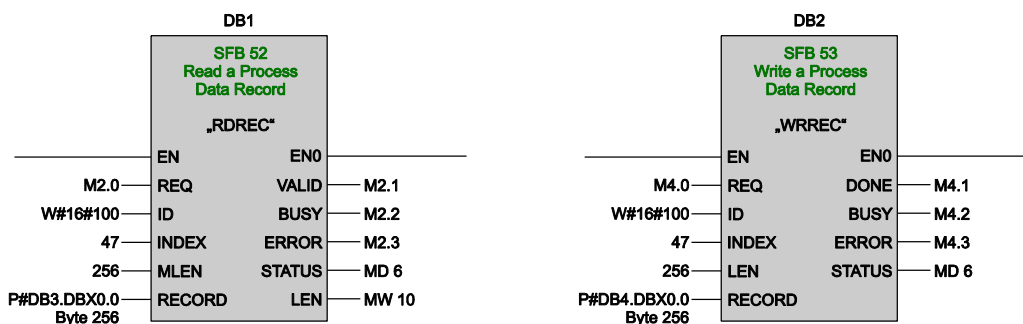 DB1
SFB 52
Read a Process
Data Record
„RDREC“
EN EN0
M2.0 REQ VALID M2.1
W#16#100 ID BUSY M2.2
47 INDEX ERROR M2.3
256 MLEN STATUS MD 6
P#DB3.DBX0.0 RECORD LEN MW 10
Byte 256
DB2
SFB 53
Write a Process
Data Record
„WRREC“
EN EN0
M4.0 REQ DONE M4.1
W#16#100 ID BUSY M4.2
47 INDEX ERROR M4.3
256 LEN STATUS MD 6
P#DB4.DBX0.0 RECORD
Byte 256